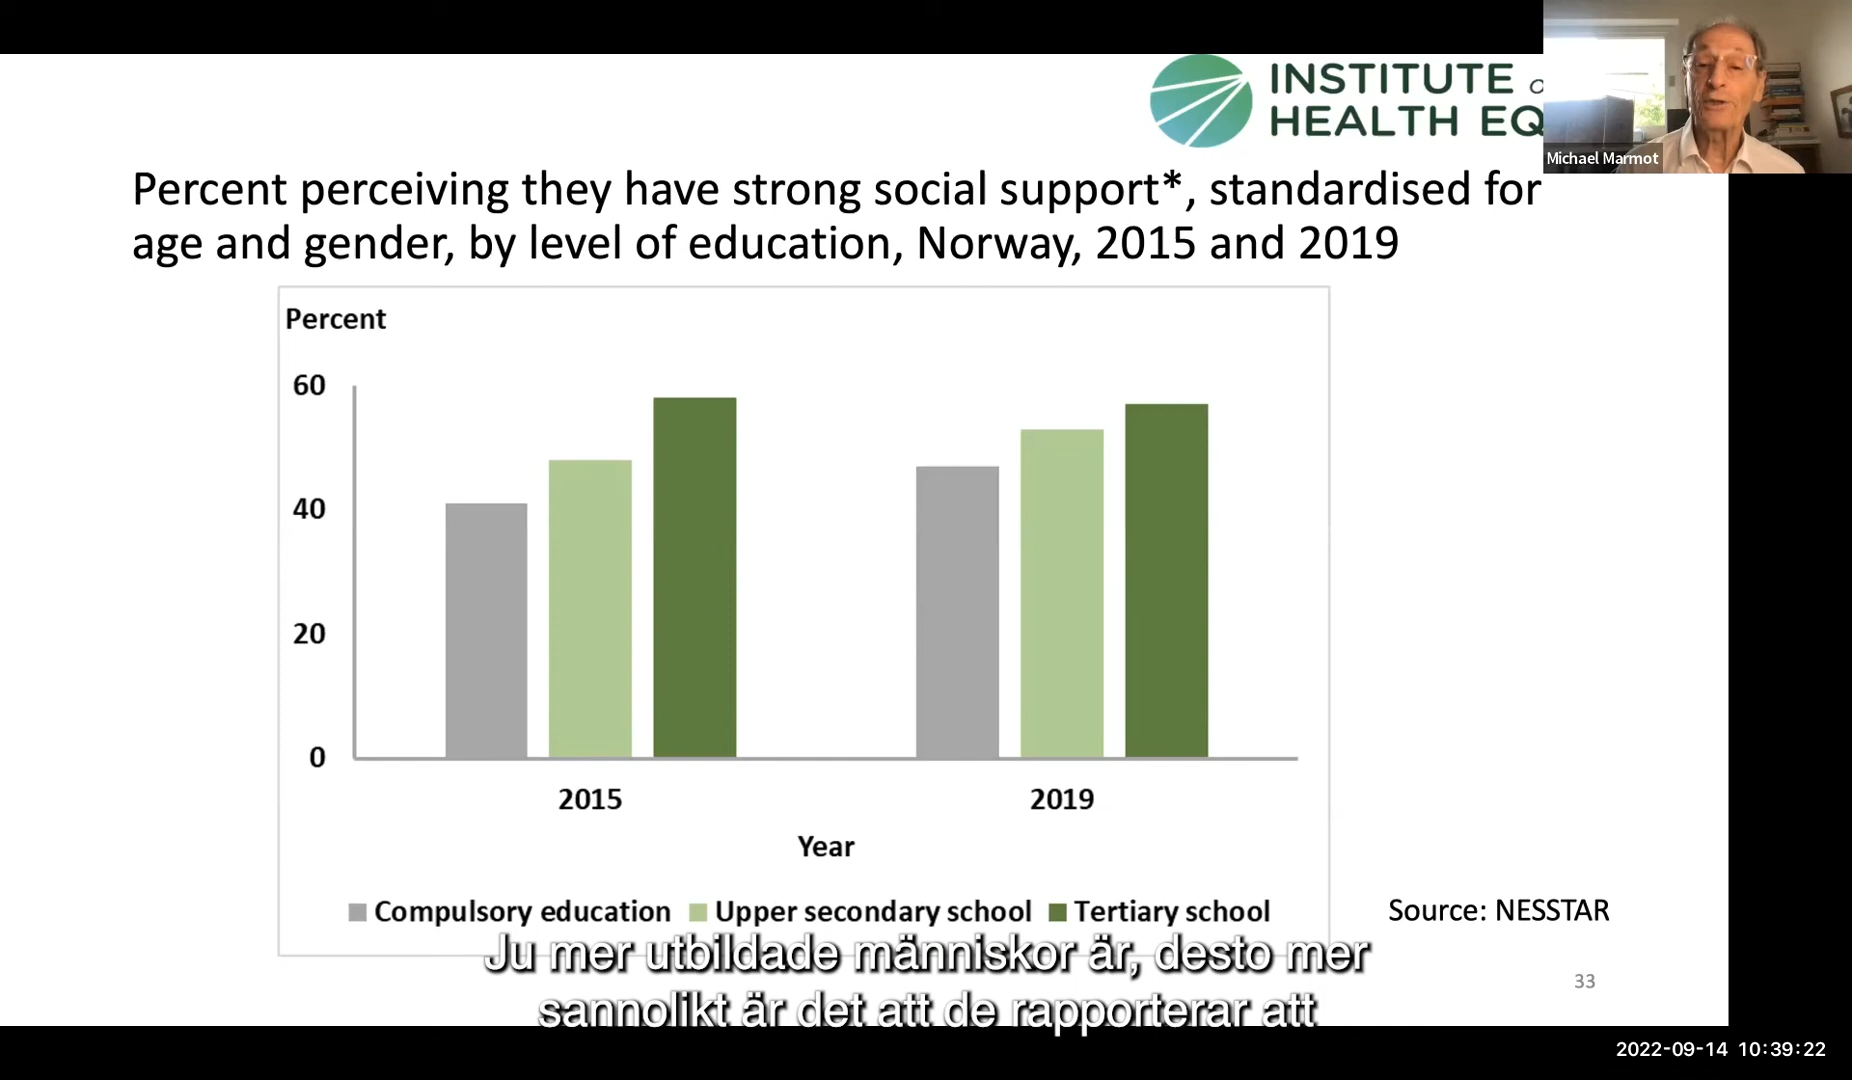 INSTITUTE
HEALTH EQ
Michael Marmot
Percent perceiving they have strong social support*, standardised for
age and gender, by level of education, Norway, 2015 and 2019
Percent
60
40
20
0
2015
2019
Year
Compulsory education
Upper secondary school
Tertiary school
Source: NESSTAR
Ju mer utbildade människor är, desto mer
sannolikt är det att de rapporterar att
33
2022-09-14 10:39:22